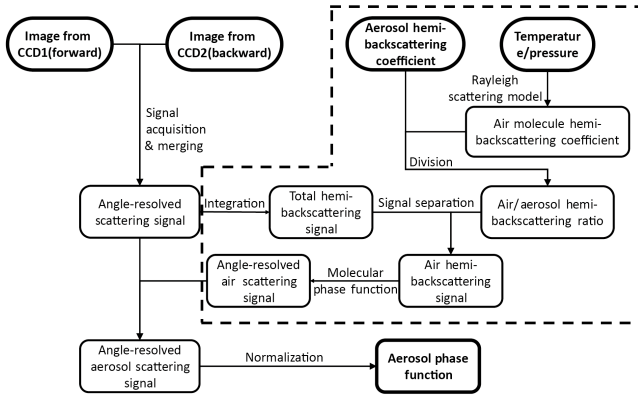 Image from
CCD1(forward)
Image from
CCD2(backward)
Aerosol hemi-
backscattering
coefficient
Temperatur
e/pressure
Rayleigh
scattering model
Signal
acquisition
& merging
Air molecule hemi-
backscattering coefficient
Division
Angle-resolved
scattering signal
Integration
Total hemi-
backscattering
signal
Signal separation
Air/aerosol hemi-
backscattering ratio
Angle-resolved
air scattering
signal
Molecular
phase function
Air hemi-
backscattering
signal
Angle-resolved
aerosol scattering
signal
Normalization
Aerosol phase
function